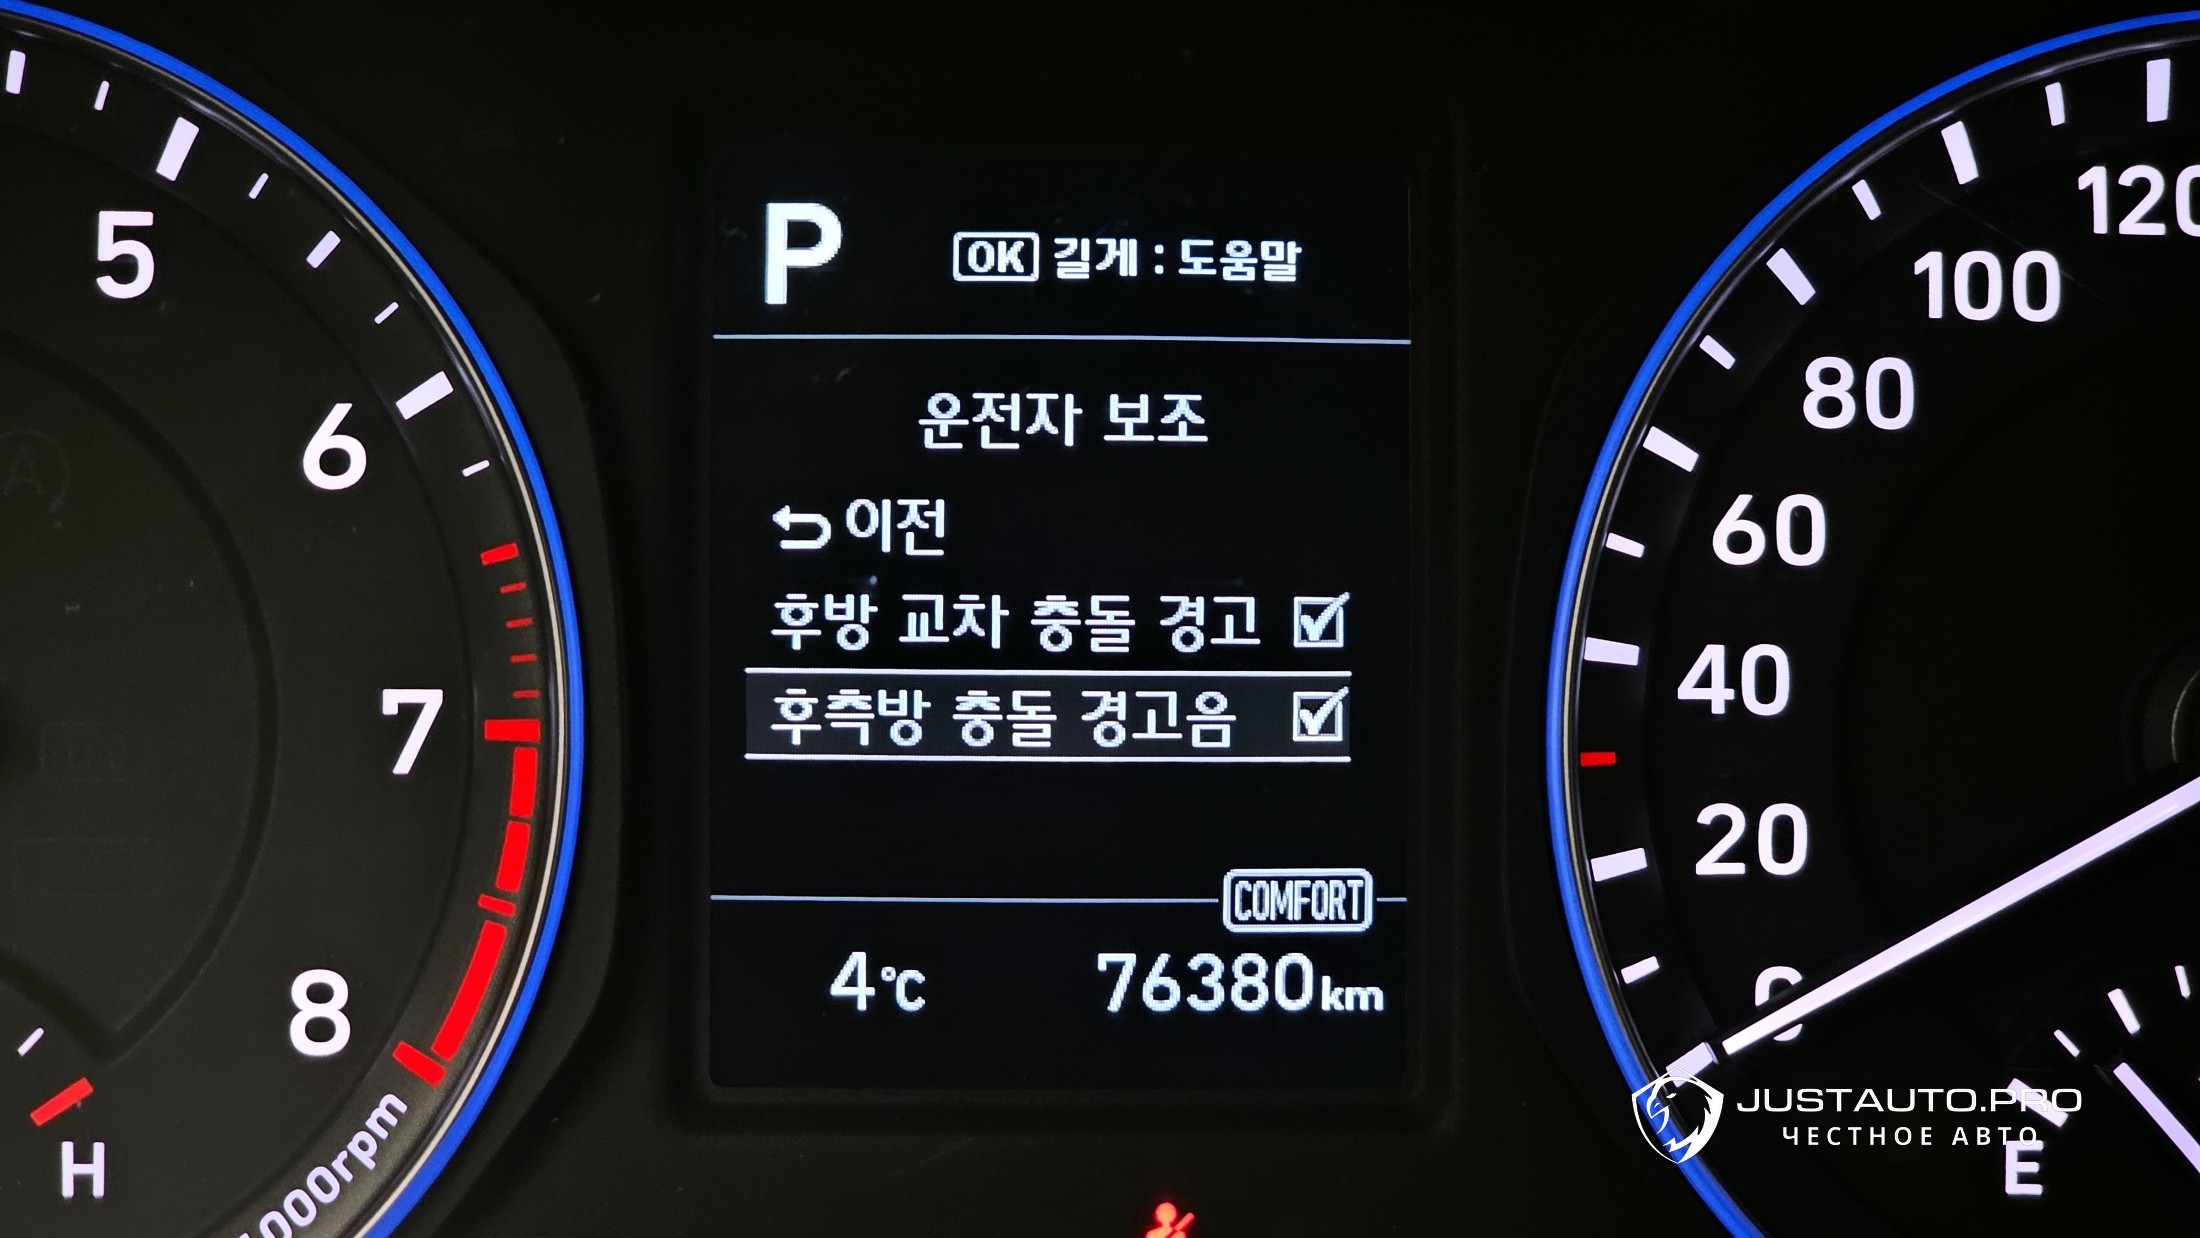 P
OK 길게 : 도움말
운전자 보조
이전
후방 교차 충돌 경고
후측방 충돌 경고음
COMFORT
4°C 76380km
5
6
7
8
H
000rpm
120
100
80
60
40
20
0
E
JUSTAUTO.PRO
ЧЕСТНОЕ АВТО